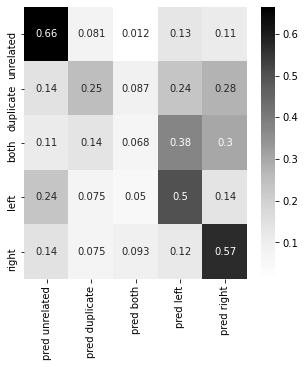 unrelated 0.66 0.081 0.012 0.13 0.11
duplicate 0.14 0.25 0.087 0.24 0.28
both 0.11 0.14 0.068 0.38 0.3
left 0.24 0.075 0.05 0.5 0.14
right 0.14 0.075 0.093 0.12 0.57
pred unrelated
pred duplicate
pred both
pred left
pred right
0.6
0.5
0.4
0.3
0.2
0.1